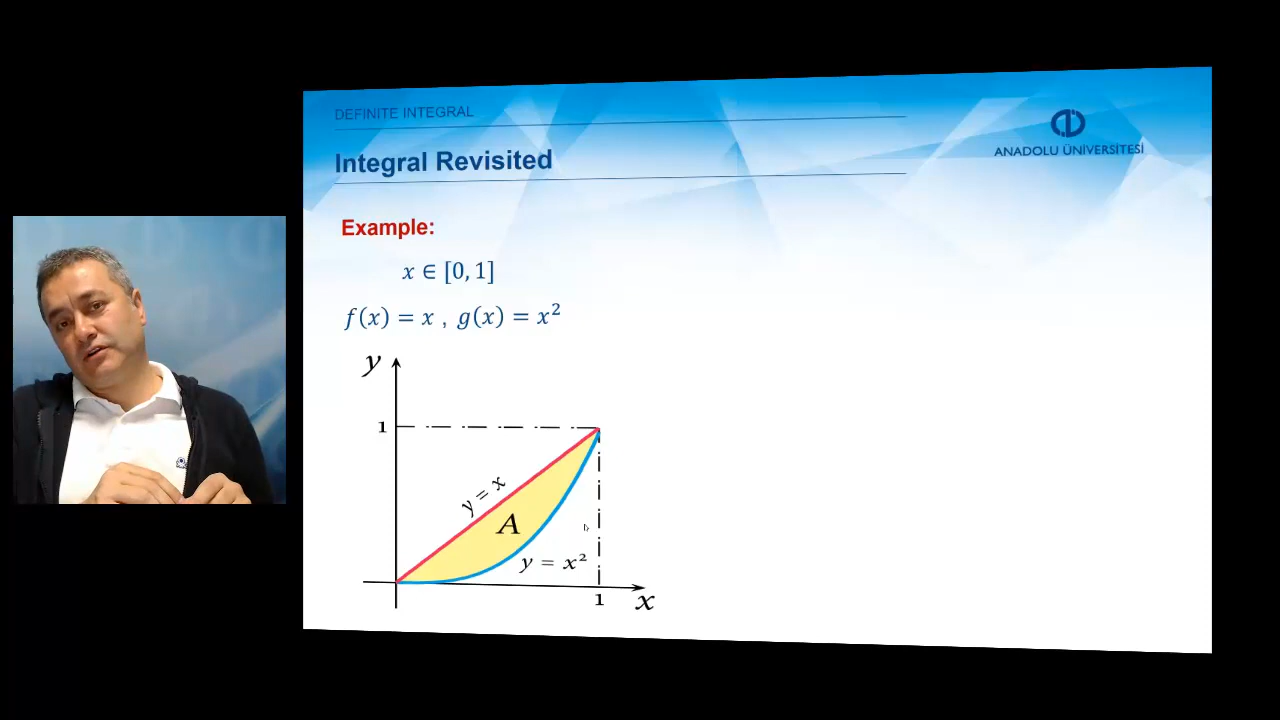 DEFINITE INTEGRAL
ANADOLU ÜNİVERSİTESİ
Integral Revisited
Example:
x ∈ [0, 1]
f(x) = x , g(x) = x²
y
1
y = x
A
y = x²
1
x